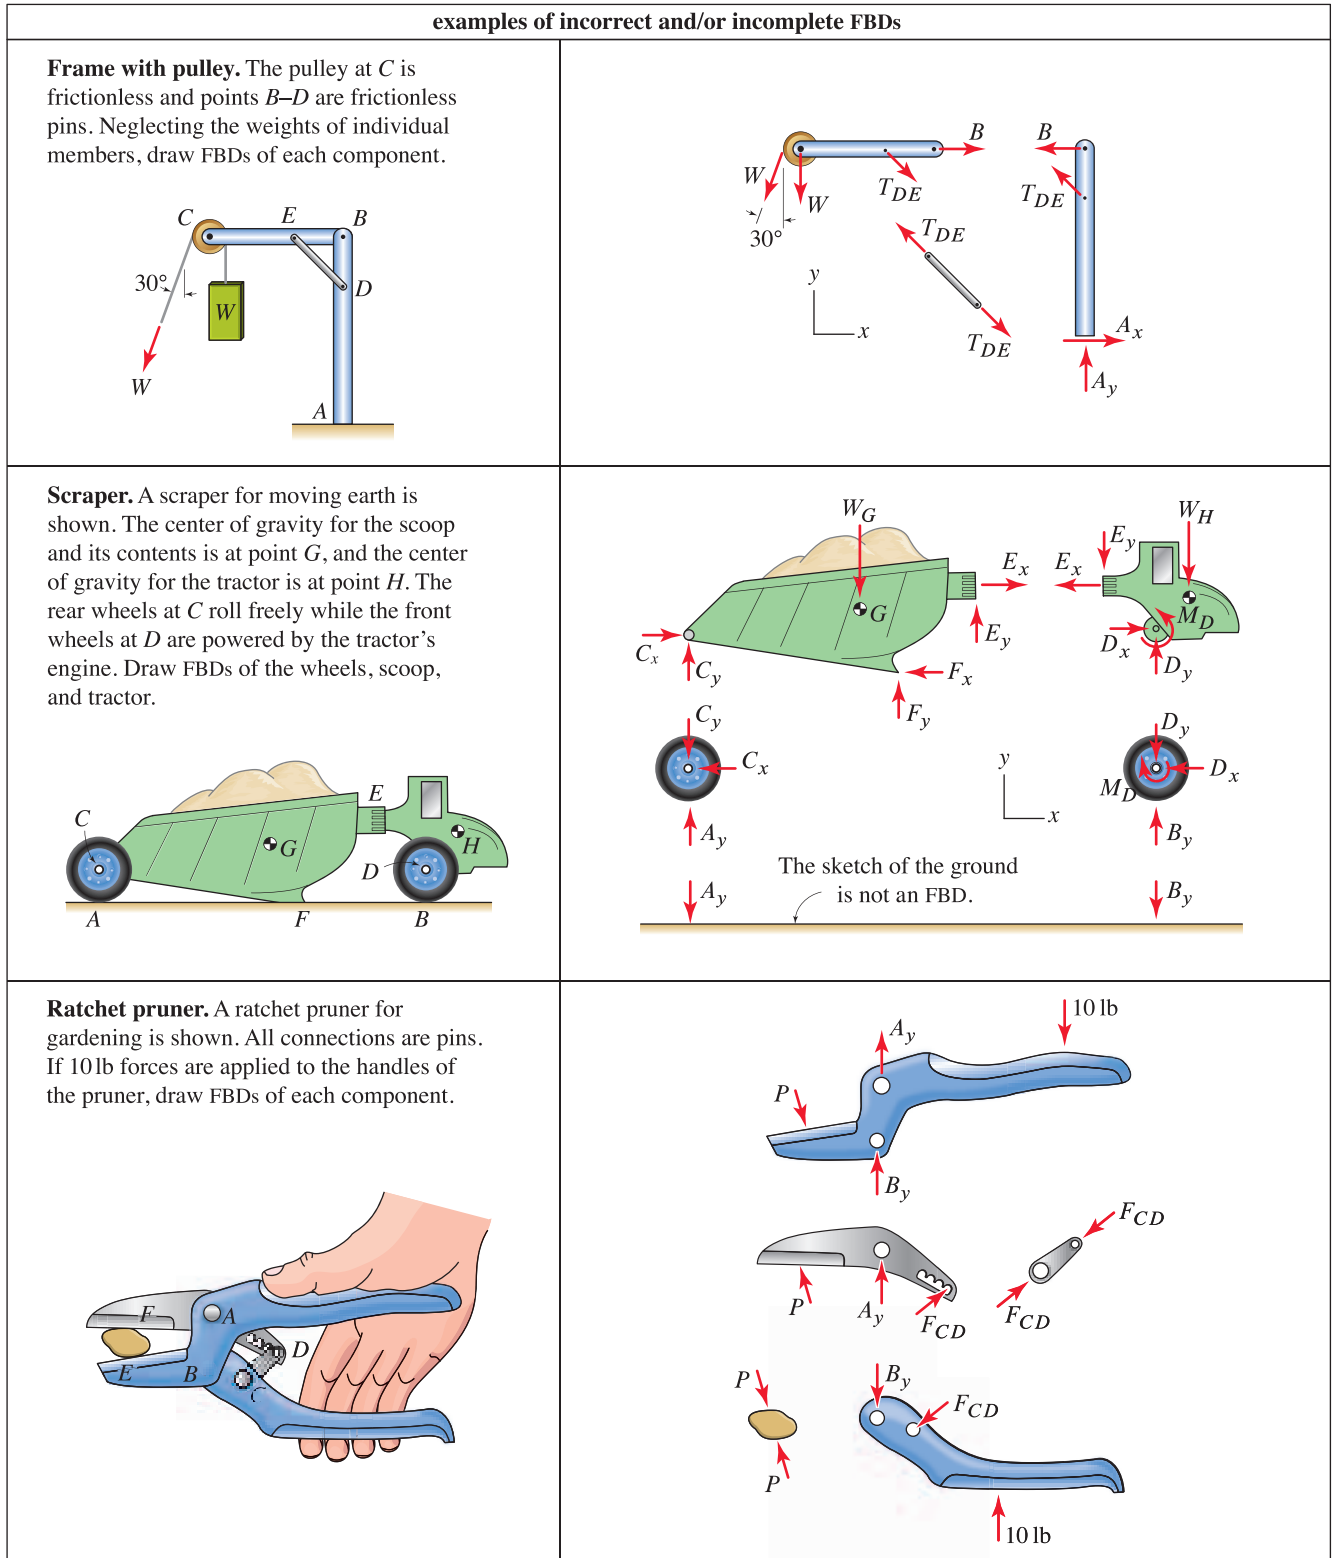 examples of incorrect and/or incomplete FBDs
Frame with pulley. The pulley at C is
frictionless and points B–D are frictionless
pins. Neglecting the weights of individual
members, draw FBDs of each component.
C
E
B
30°
D
W
W
A
B
B
W
W
T_DE
T_DE
30°
T_DE
y
x
T_DE
A_x
A_y
Scraper. A scraper for moving earth is
shown. The center of gravity for the scoop
and its contents is at point G, and the center
of gravity for the tractor is at point H. The
rear wheels at C roll freely while the front
wheels at D are powered by the tractor’s
engine. Draw FBDs of the wheels, scoop,
and tractor.
C
E
G
H
D
A
F
B
W_G
W_H
E_y
E_x
E_x
G
M_D
E_y
C_x
D_x
C_y
F_x
D_y
F_y
C_y
D_y
C_x
y
D_x
M_D
x
A_y
B_y
The sketch of the ground
is not an FBD.
A_y
B_y
Ratchet pruner. A ratchet pruner for
gardening is shown. All connections are pins.
If 10 lb forces are applied to the handles of
the pruner, draw FBDs of each component.
F
A
D
E
B
C
10 lb
A_y
P
B_y
F_CD
P
A_y
F_CD
F_CD
B_y
P
F_CD
P
10 lb